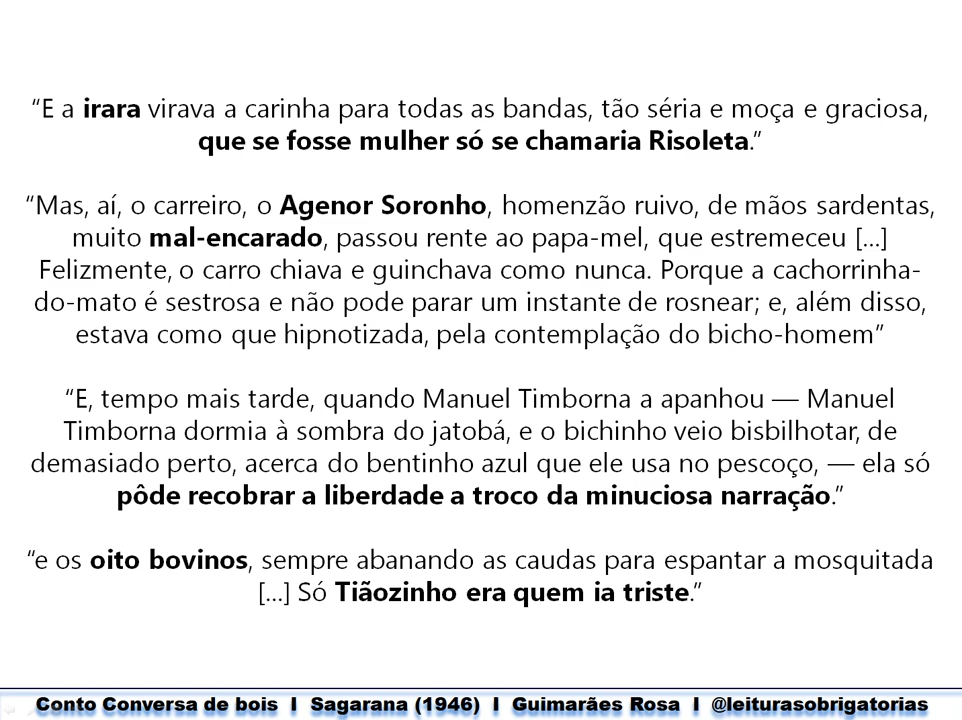 “E a irara virava a carinha para todas as bandas, tão séria e moça e graciosa,
que se fosse mulher só se chamaria Risoleta.”
“Mas, aí, o carreiro, o Agenor Soronho, homenzão ruivo, de mãos sardentas,
muito mal-encarado, passou rente ao papa-mel, que estremeceu [...]
Felizmente, o carro chiava e guinchava como nunca. Porque a cachorrinha-
do-mato é sestrosa e não pode parar um instante de rosnear; e, além disso,
estava como que hipnotizada, pela contemplação do bicho-homem”
“E, tempo mais tarde, quando Manuel Timborna a apanhou — Manuel
Timborna dormia à sombra do jatobá, e o bichinho veio bisbilhotar, de
demasiado perto, acerca do bentinho azul que ele usa no pescoço, — ela só
pôde recobrar a liberdade a troco da minuciosa narração.”
“e os oito bovinos, sempre abanando as caudas para espantar a mosquitada
[...] Só Tiãozinho era quem ia triste.”
Conto Conversa de bois I Sagarana (1946) I Guimarães Rosa I @leiturasobrigatorias